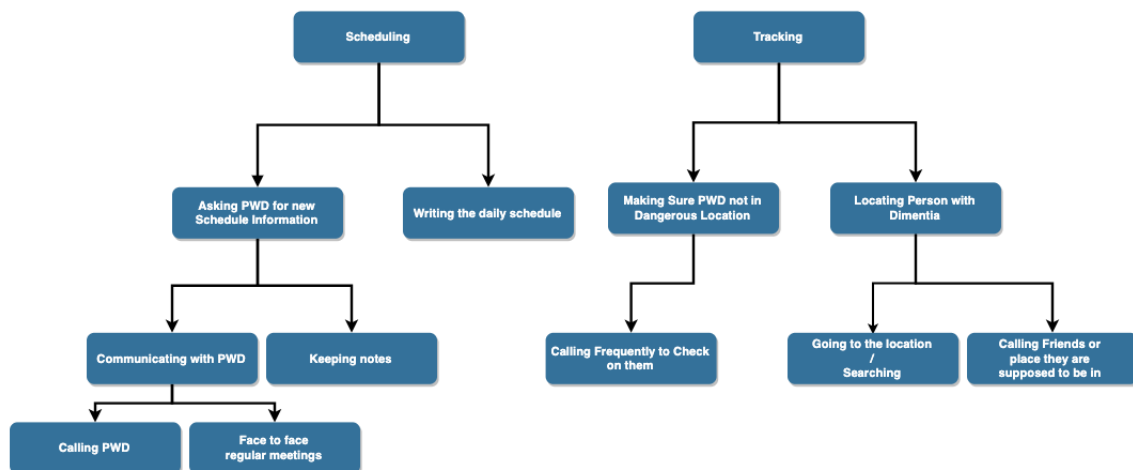 Scheduling
Tracking
Asking PWD for new
Schedule Information
Writing the daily schedule
Making Sure PWD not in
Dangerous Location
Locating Person with
Dimentia
Communicating with PWD
Keeping notes
Calling Frequently to Check
on them
Going to the location
/
Searching
Calling Friends or
place they are
supposed to be in
Calling PWD
Face to face
regular meetings